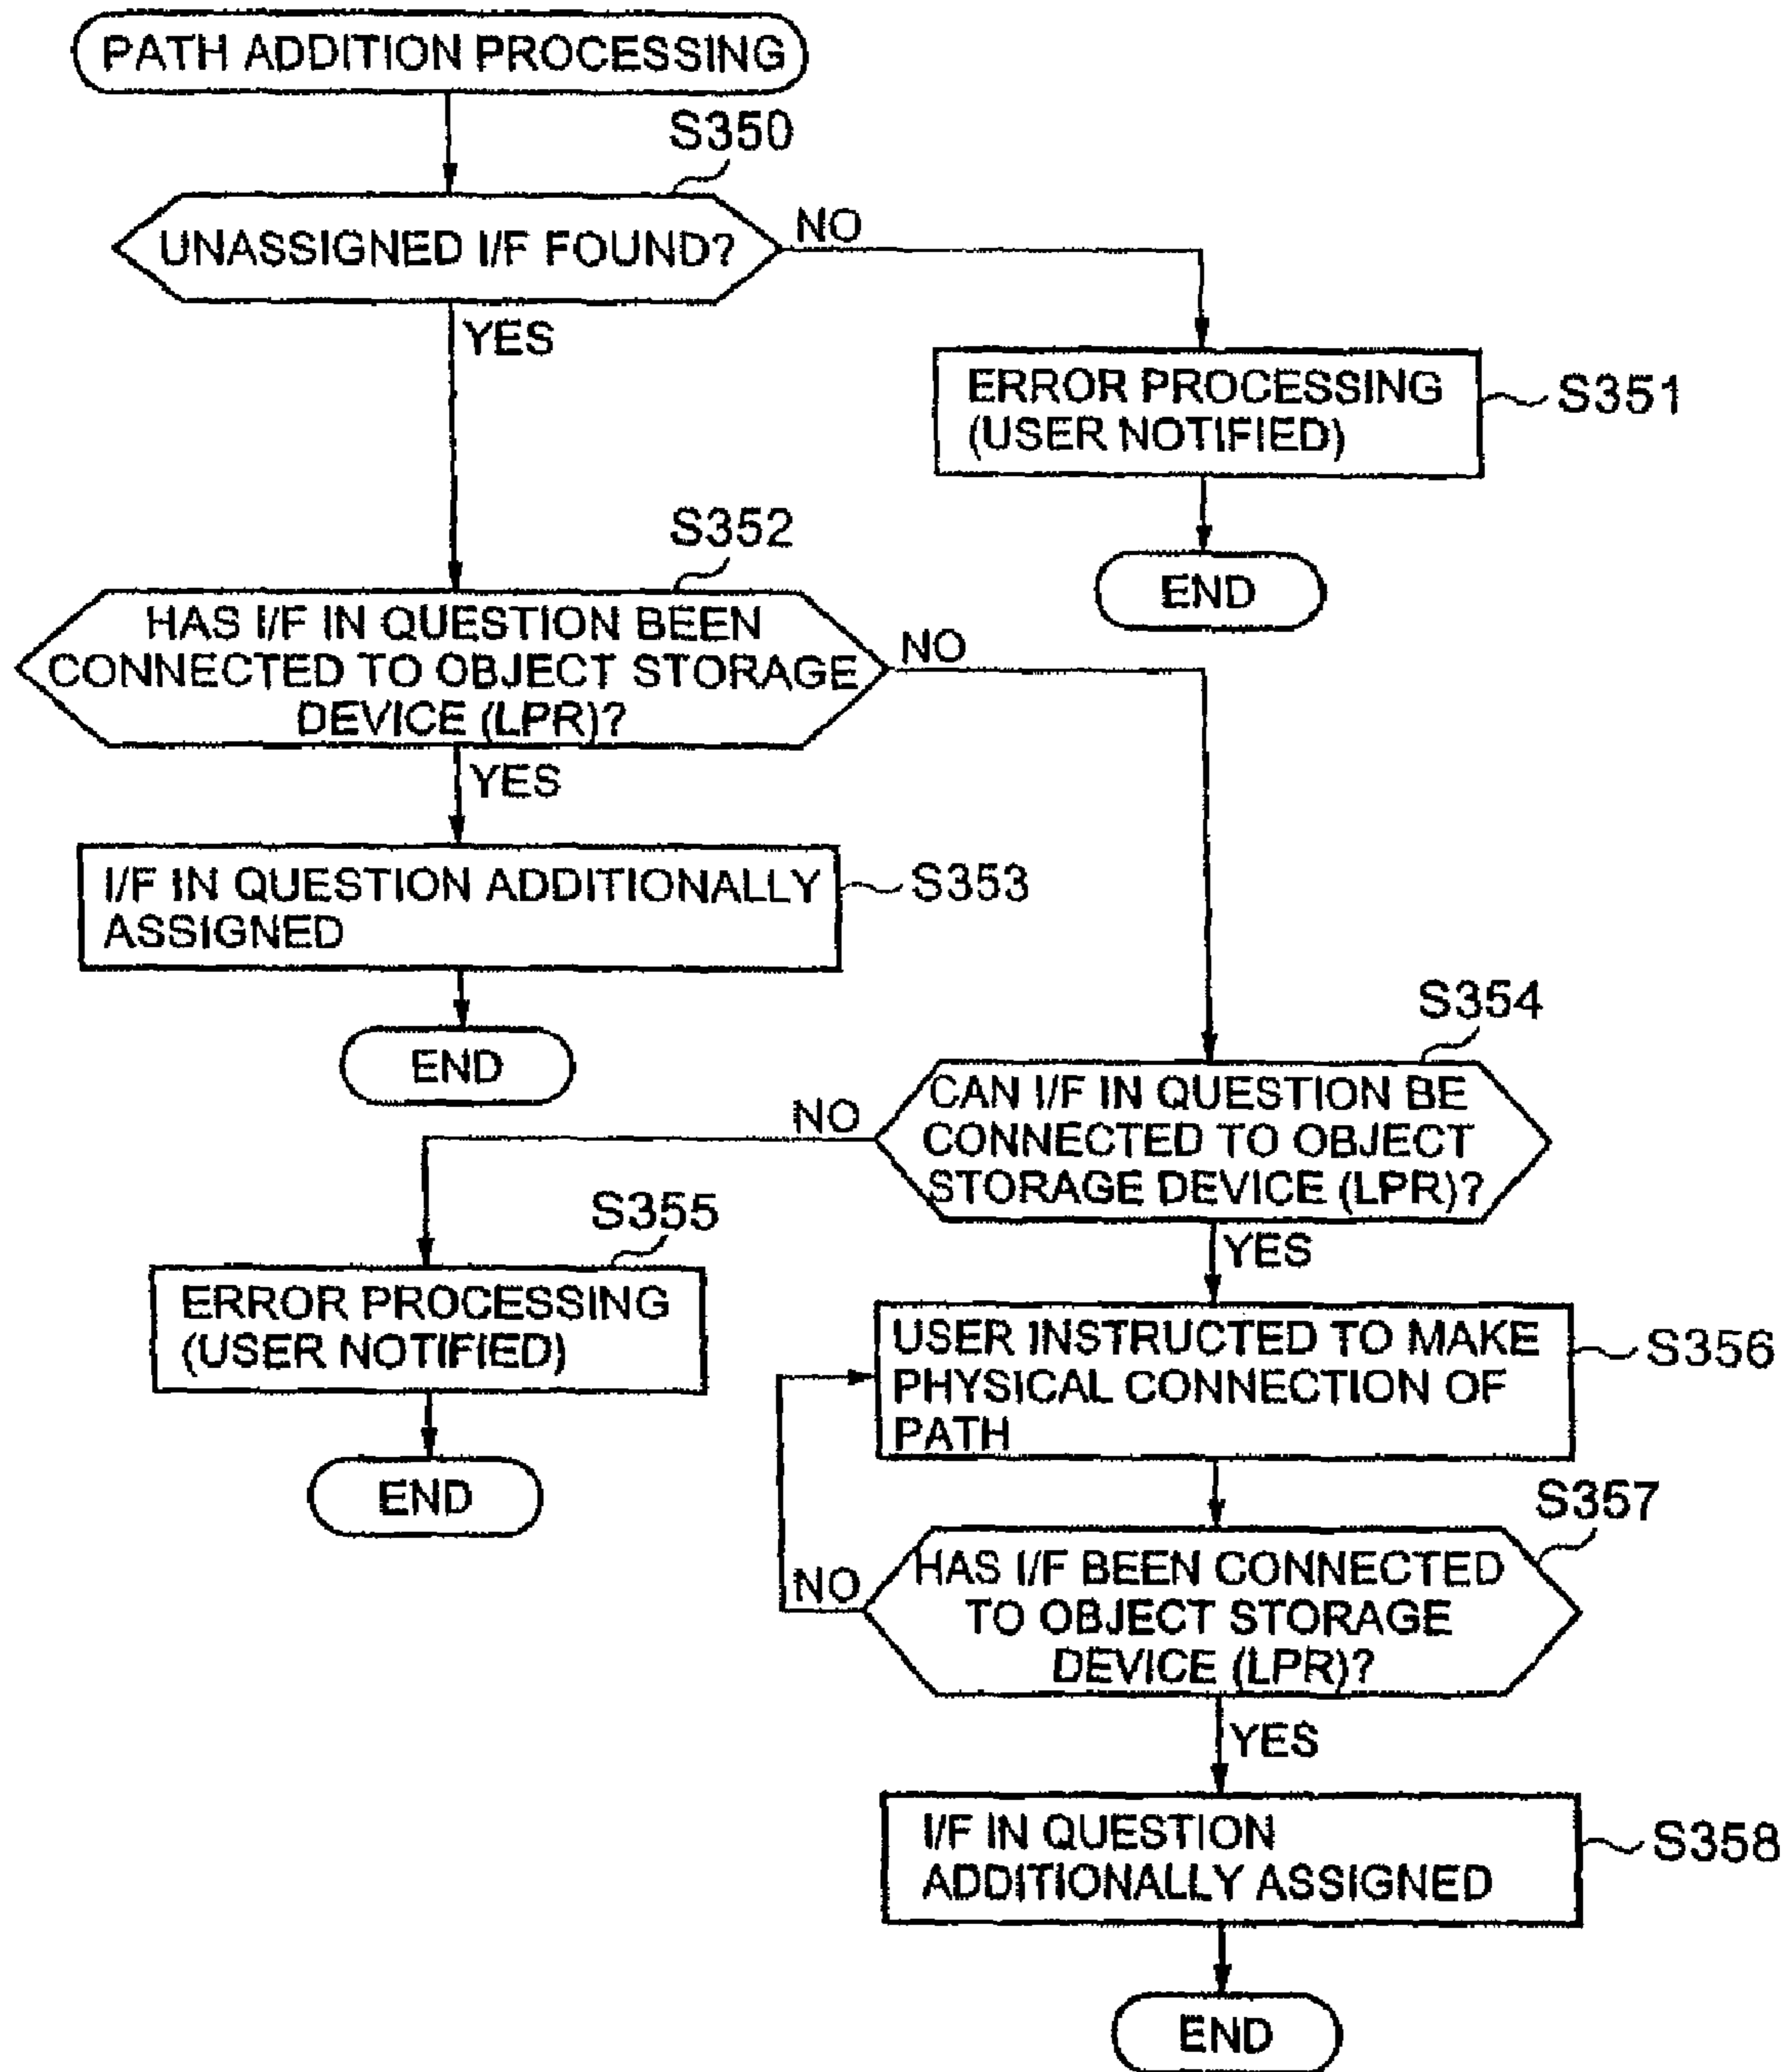 PATH ADDITION PROCESSING
S350
UNASSIGNED I/F FOUND?
NO
YES
ERROR PROCESSING
(USER NOTIFIED)
S351
END
S352
HAS I/F IN QUESTION BEEN
CONNECTED TO OBJECT STORAGE
DEVICE (LPR)?
NO
YES
I/F IN QUESTION ADDITIONALLY
ASSIGNED
S353
END
S354
CAN I/F IN QUESTION BE
CONNECTED TO OBJECT
STORAGE DEVICE (LPR)?
NO
YES
S355
ERROR PROCESSING
(USER NOTIFIED)
END
USER INSTRUCTED TO MAKE
PHYSICAL CONNECTION OF
PATH
S356
S357
HAS I/F BEEN CONNECTED
TO OBJECT STORAGE
DEVICE (LPR)?
NO
YES
I/F IN QUESTION
ADDITIONALLY ASSIGNED
S358
END